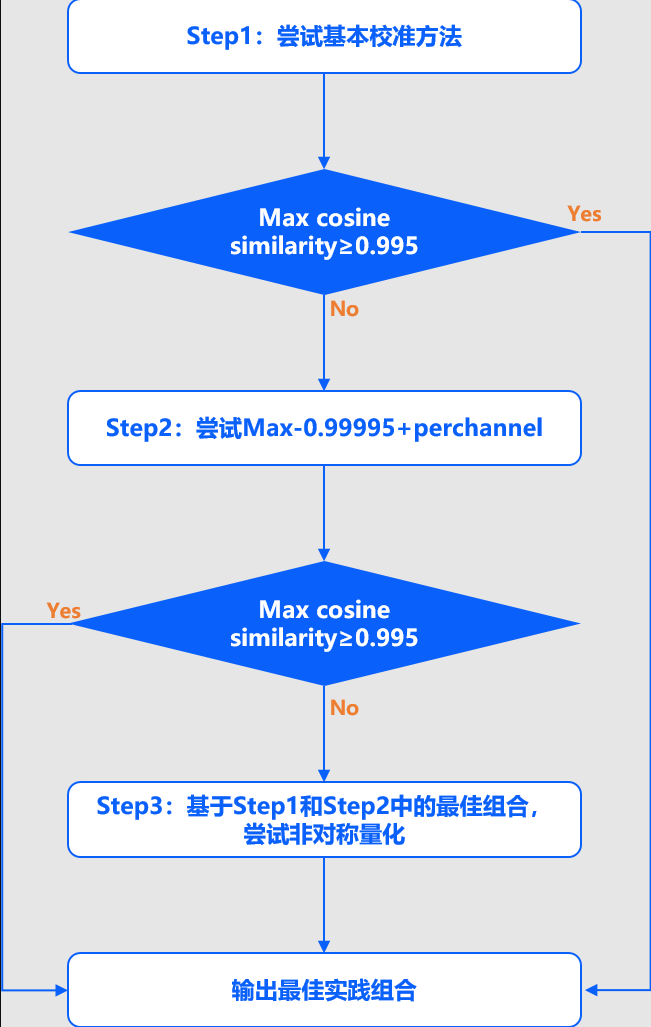 Step1：尝试基本校准方法
Max cosine
similarity≥0.995
Yes
No
Step2：尝试Max-0.99995+perchannel
Yes
Max cosine
similarity≥0.995
No
Step3：基于Step1和Step2中的最佳组合，
尝试非对称量化
输出最佳实践组合